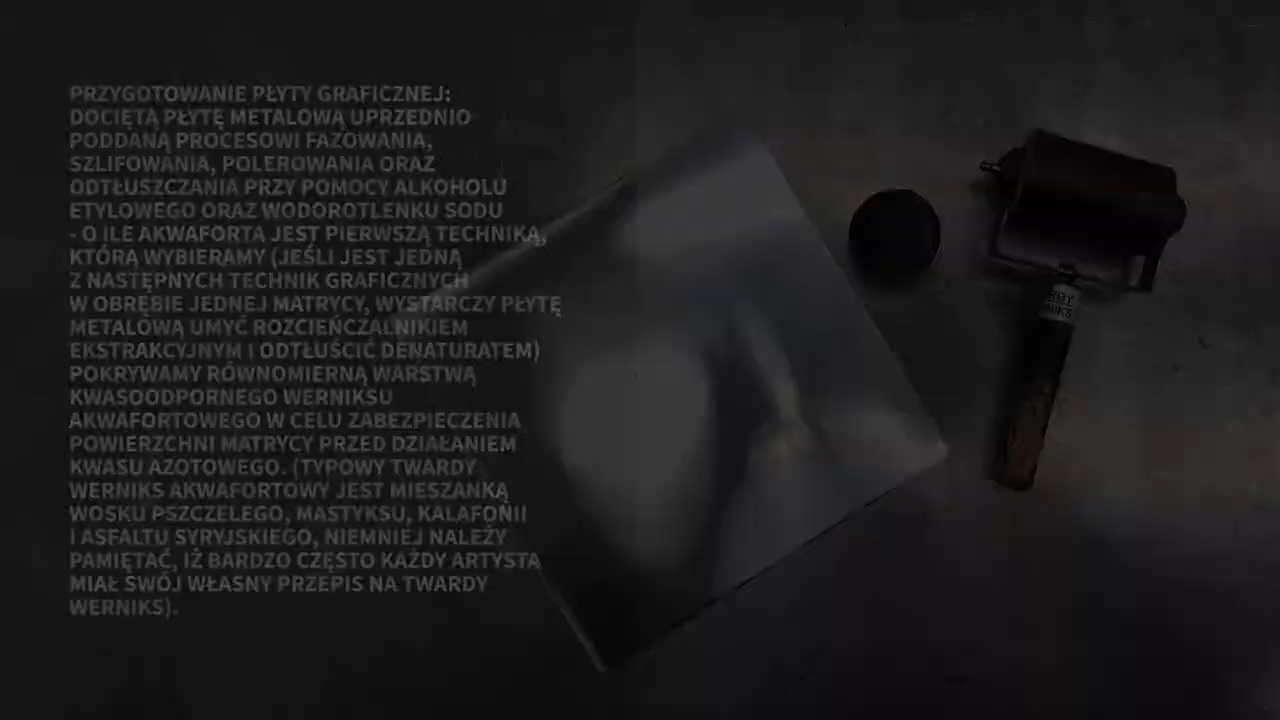 PRZYGOTOWANIE PŁYTY GRAFICZNEJ:
DOCIĘTĄ PŁYTĘ METALOWĄ UPRZEDNIO
PODDANĄ PROCESOWI FAZOWANIA,
SZLIFOWANIA, POLEROWANIA ORAZ
ODTŁUSZCZANIA PRZY POMOCY ALKOHOLU
ETYLOWEGO ORAZ WODOROTLENKU SODU
- O ILE AKWAFORTA JEST PIERWSZĄ TECHNIKĄ,
KTÓRĄ WYBIERAMY (JEŚLI JEST JEDNĄ
Z NASTĘPNYCH TECHNIK GRAFICZNYCH
W OBRĘBIE JEDNEJ MATRYCY, WYSTARCZY PŁYTĘ
METALOWĄ UMYĆ ROZCIEŃCZALNIKIEM
EKSTRAKCYJNYM I ODTŁUŚCIĆ DENATURATEM)
POKRYWAMY RÓWNOMIERNĄ WARSTWĄ
KWASOODPORNEGO WERNIKSU
AKWAFORTOWEGO W CELU ZABEZPIECZENIA
POWIERZCHNI MATRYCY PRZED DZIAŁANIEM
KWASU AZOTOWEGO. (TYPOWY TWARDY
WERNIKS AKWAFORTOWY JEST MIESZANKĄ
WOSKU PSZCZELEGO, MASTYKSU, KALAFONII
I ASFALTU SYRYJSKIEGO, NIEMNIEJ NALEŻY
PAMIĘTAĆ, IŻ BARDZO CZĘSTO KAŻDY ARTYSTA
MIAŁ SWÓJ WŁASNY PRZEPIS NA TWARDY
WERNIKS).